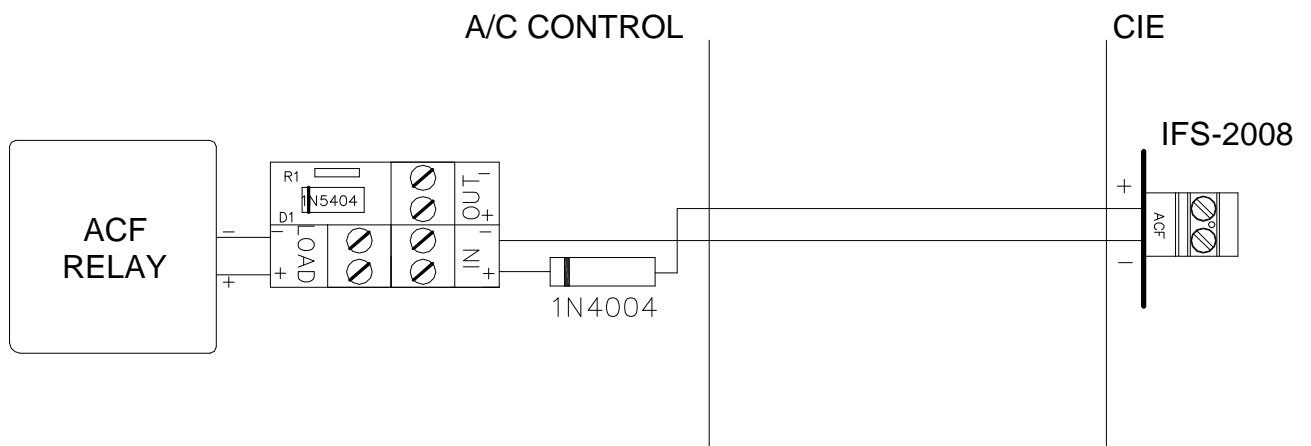 A/C CONTROL
CIE
IFS-2008
R1
1N5404
D1
OUT
- +
LOAD
- +
IN
- +
ACF
RELAY
-
+
1N4004
+
ACF
-